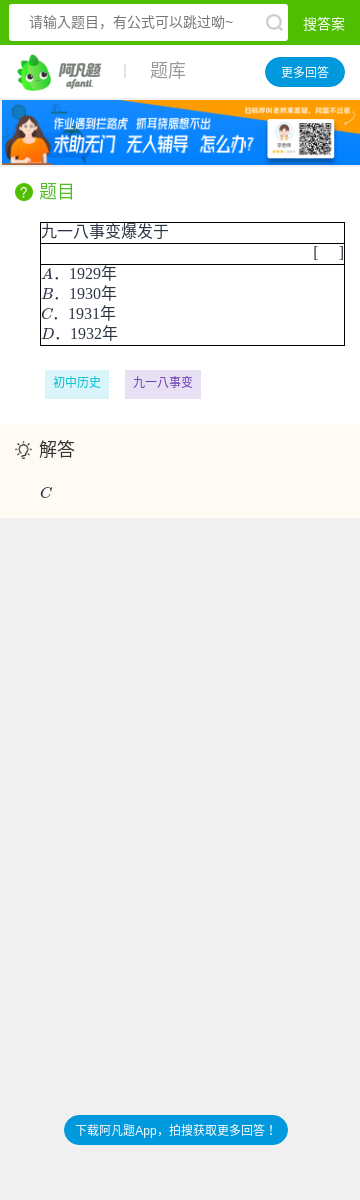 请输入题目，有公式可以跳过呦~
搜答案
阿凡题
afanti.
题库
更多回答
扫码呼叫老师来答疑，问题不过夜
作业遇到拦路虎 抓耳挠腮想不出
求助无门 无人辅导 怎么办？
题目
九一八事变爆发于
[ ]
A．1929年
B．1930年
C．1931年
D．1932年
初中历史 九一八事变
解答
C
下载阿凡题App，拍搜获取更多回答！